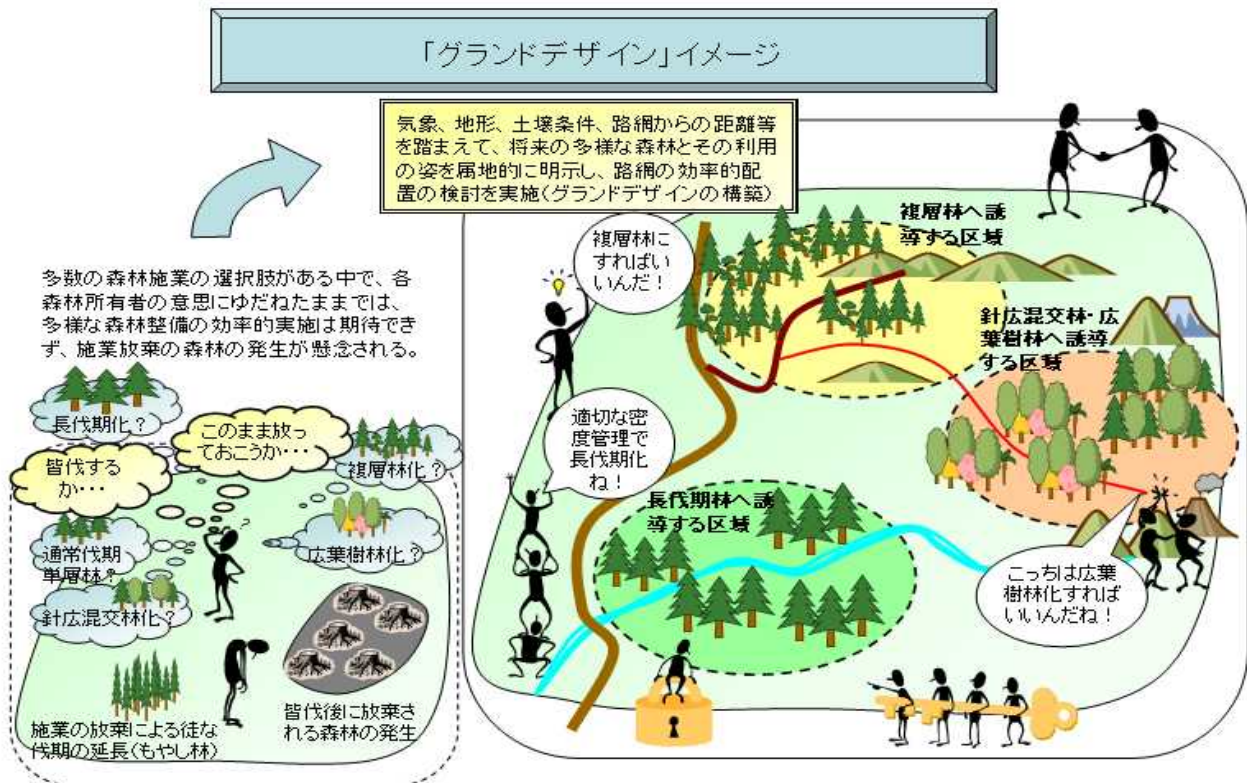 「グランドデザイン」イメージ
気象、地形、土壌条件、路網からの距離等
を踏まえて、将来の多様な森林とその利用
の姿を属地的に明示し、路網の効率的配
置の検討を実施(グランドデザインの構築)
多数の森林施業の選択肢がある中で、各
森林所有者の意思にゆだねたままでは、
多様な森林整備の効率的実施は期待でき
ず、施業放棄の森林の発生が懸念される。
長伐期化？
このまま放っ
ておこうか・・・
複層林化？
皆伐する
か・・・
通常伐期
単層林？
広葉樹林化？
針広混交林化？
施業の放棄による徒な
伐期の延長(もやし林)
皆伐後に放棄さ
れる森林の発生
複層林に
すればい
いんだ！
複層林へ誘
導する区域
針広混交林・広
葉樹林へ誘導
する区域
適切な密
度管理で
長伐期化
ね！
長伐期林へ誘
導する区域
こっちは広葉
樹林化すれば
いいんだね！
?